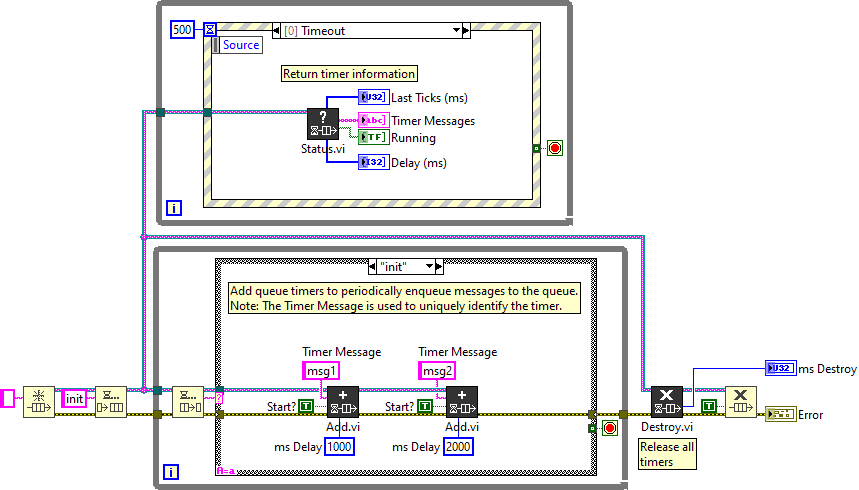 500
[0] Timeout
Source
Return timer information
U32
Last Ticks (ms)
?
abc
Timer Messages
TF
Running
Status.vi
I32
Delay (ms)
i
"init"
Add queue timers to periodically enqueue messages to the queue.
Note: The Timer Message is used to uniquely identify the timer.
Timer Message
Timer Message
msg1
msg2
U32
ms Destroy
init
?
Start?
T
+
Start?
T
+
X
T
X
Error
Add.vi
Add.vi
Destroy.vi
ms Delay
1000
ms Delay
2000
Release all
timers
i
A=a